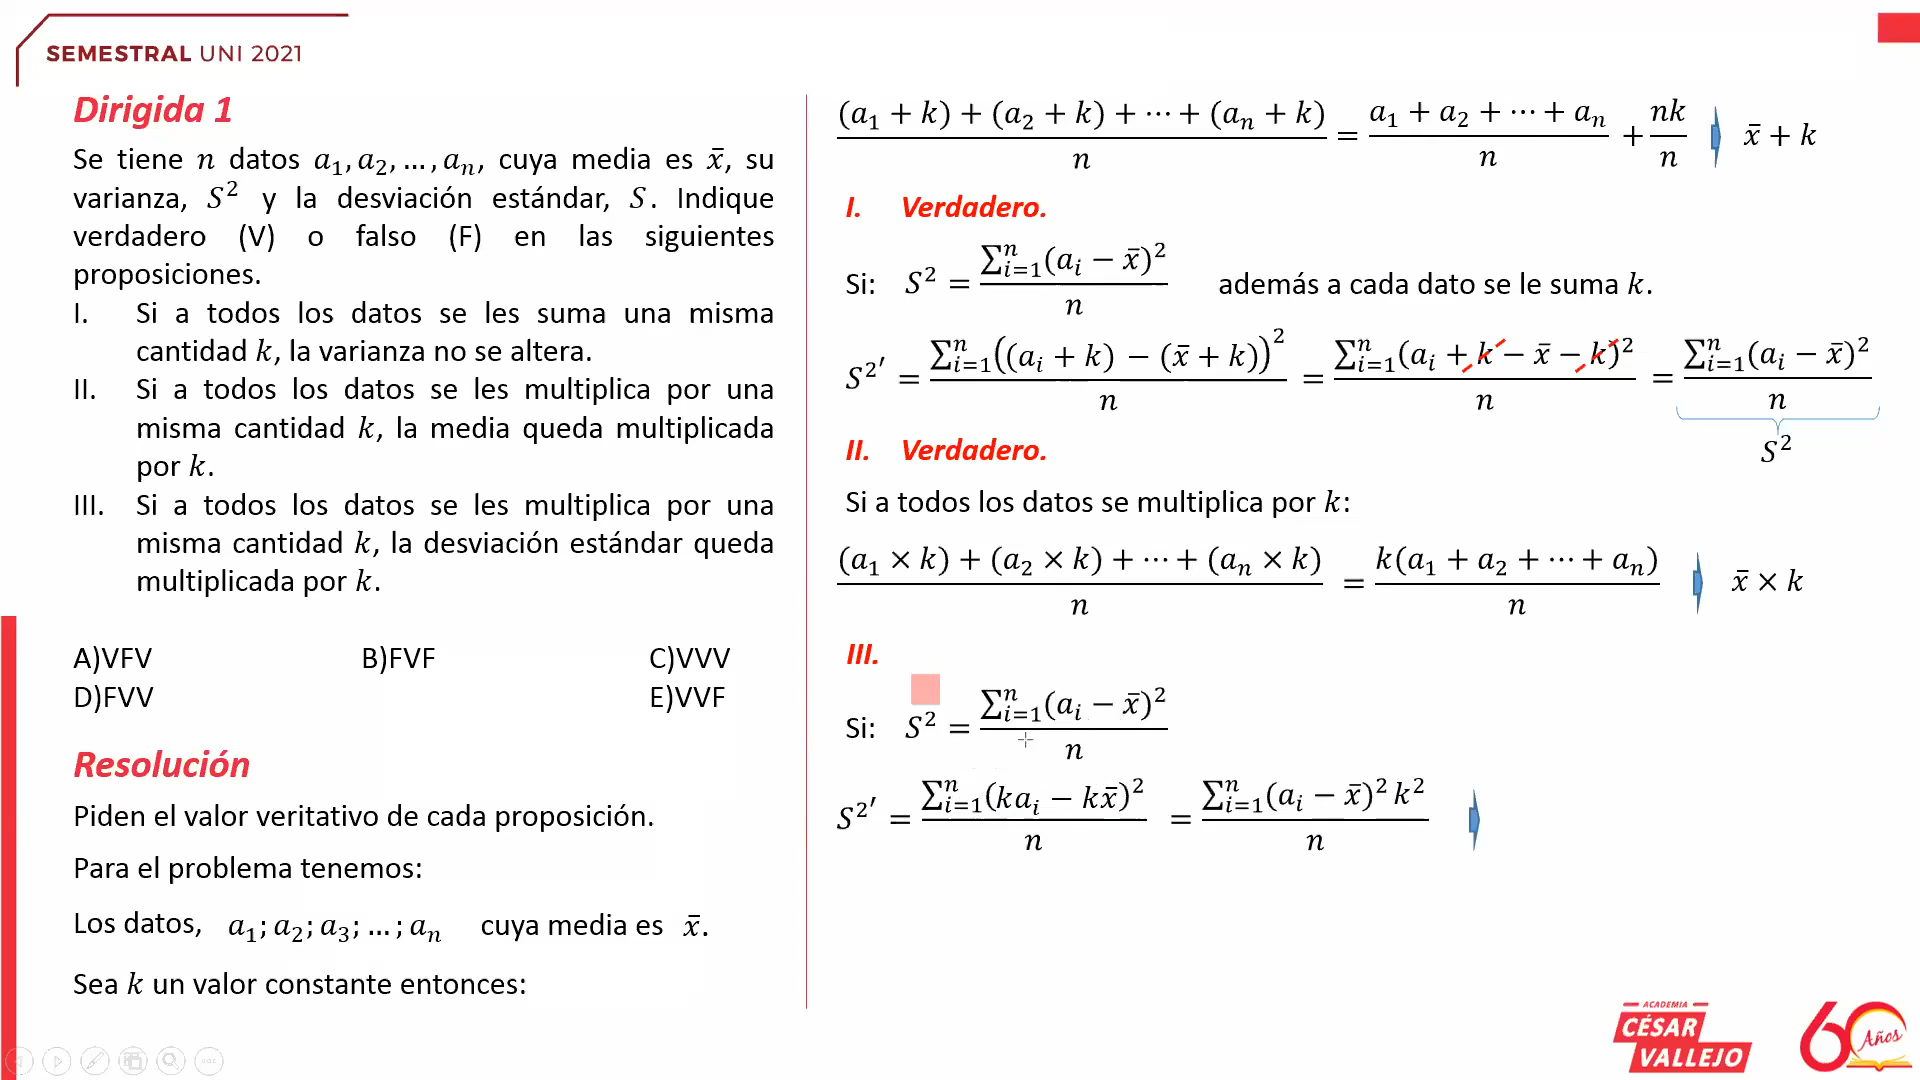 SEMESTRAL UNI 2021
Dirigida 1
Se tiene n datos a₁, a₂, …, aₙ, cuya media es x̄, su
varianza, S² y la desviación estándar, S. Indique
verdadero (V) o falso (F) en las siguientes
proposiciones.
I. Si a todos los datos se les suma una misma
cantidad k, la varianza no se altera.
II. Si a todos los datos se les multiplica por una
misma cantidad k, la media queda multiplicada
por k.
III. Si a todos los datos se les multiplica por una
misma cantidad k, la desviación estándar queda
multiplicada por k.
A)VFV B)FVF C)VVV
D)FVV E)VVF
Resolución
Piden el valor veritativo de cada proposición.
Para el problema tenemos:
Los datos, a₁; a₂; a₃; … ; aₙ cuya media es x̄.
Sea k un valor constante entonces:
((a₁ + k) + (a₂ + k) + ⋯ + (aₙ + k))/n = (a₁ + a₂ + ⋯ + aₙ)/n + nk/n x̄ + k
I. Verdadero.
Si: S² = (∑ⁿᵢ₌₁(aᵢ − x̄)²)/n además a cada dato se le suma k.
S²′ = (∑ⁿᵢ₌₁((aᵢ + k) − (x̄ + k))²)/n = (∑ⁿᵢ₌₁(aᵢ + k − x̄ − k)²)/n = (∑ⁿᵢ₌₁(aᵢ − x̄)²)/n
S²
II. Verdadero.
Si a todos los datos se multiplica por k:
((a₁ × k) + (a₂ × k) + ⋯ + (aₙ × k))/n = (k(a₁ + a₂ + ⋯ + aₙ))/n x̄ × k
III.
Si: S² = (∑ⁿᵢ₌₁(aᵢ − x̄)²)/n
S²′ = (∑ⁿᵢ₌₁(kaᵢ − kx̄)²)/n = (∑ⁿᵢ₌₁(aᵢ − x̄)²k²)/n
ACADEMIA
CÉSAR
VALLEJO
60 Años